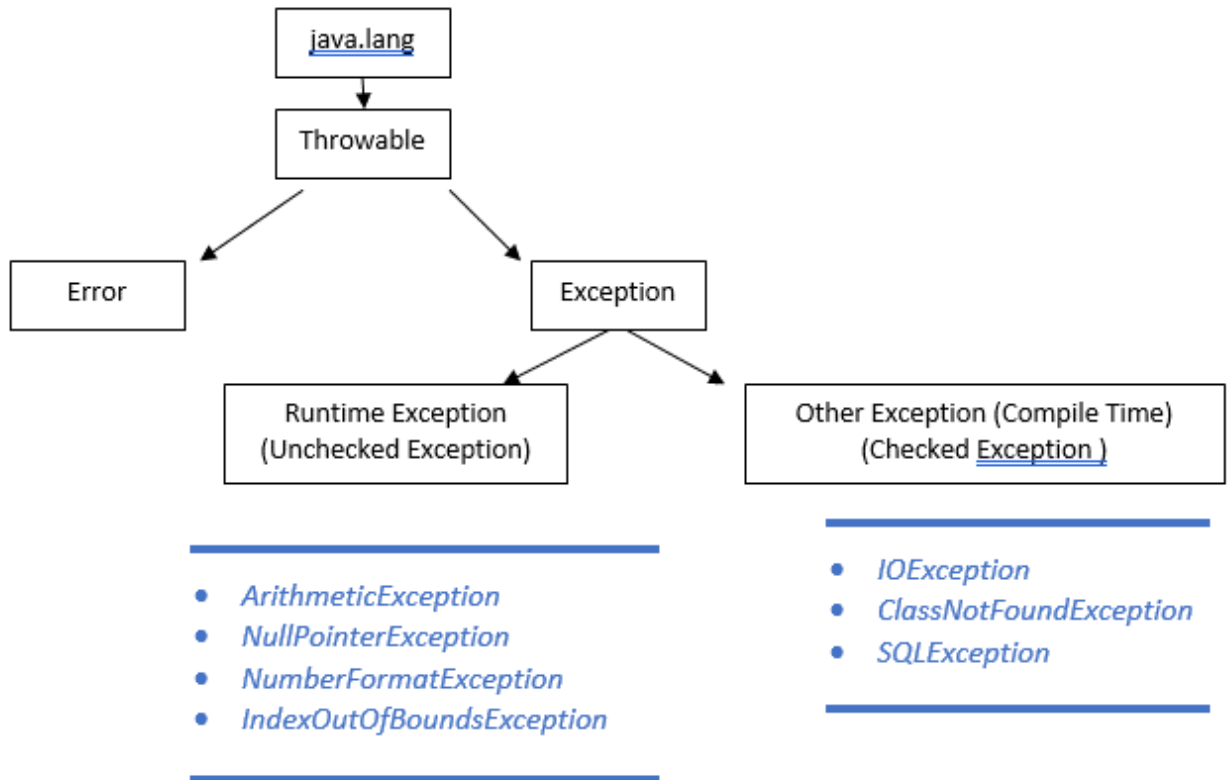 java.lang
Throwable
Error
Exception
Runtime Exception
(Unchecked Exception)
Other Exception (Compile Time)
(Checked Exception )
• ArithmeticException
• NullPointerException
• NumberFormatException
• IndexOutOfBoundsException
• IOException
• ClassNotFoundException
• SQLException